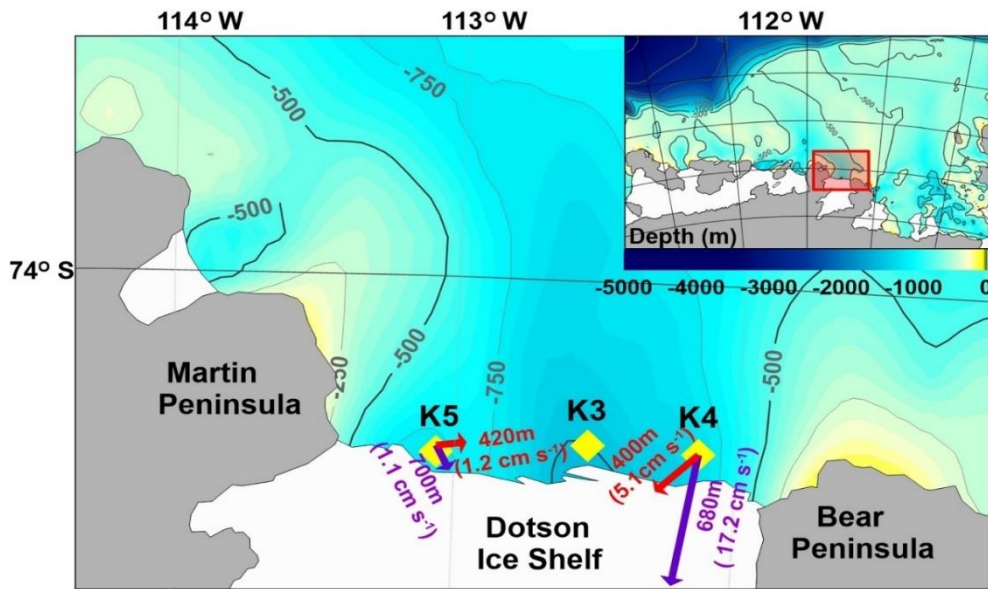 114° W 113° W 112° W
-750
-500
-500
-500
-500
Depth (m)
74° S
-5000 -4000 -3000 -2000 -1000 0
-500
-250
-750
-500
Martin
Peninsula
K5
K3
K4
420m
(1.2 cm s⁻¹)
700m
(1.1 cm s⁻¹)
400m
(5.1cm s⁻¹)
680m
( 17.2 cm s⁻¹)
Dotson
Ice Shelf
Bear
Peninsula